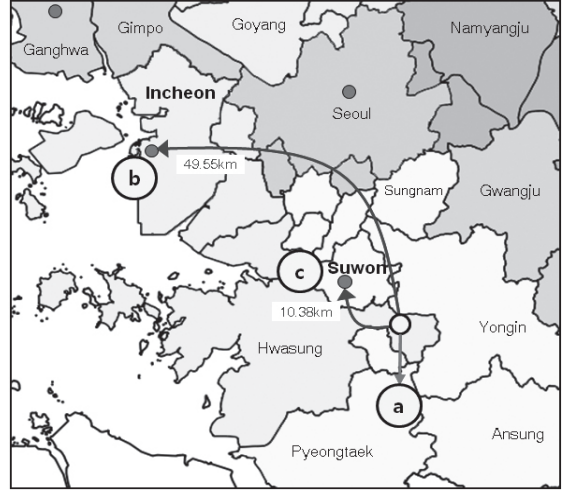 Ganghwa
Gimpo
Goyang
Namyangju
Incheon
Seoul
49.55km
b
Sungnam
Gwangju
c
Suwon
10.38km
Hwasung
Yongin
a
Pyeongtaek
Ansung